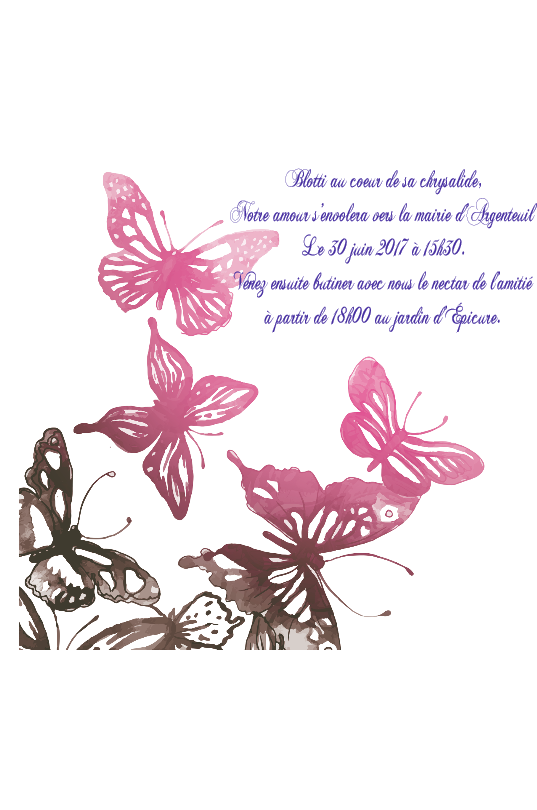 Blotti au coeur de sa chrysalide,
Notre amour s'envolera vers la mairie d'Argenteuil
Le 30 juin 2017 à 15h30.
Venez ensuite butiner avec nous le nectar de l'amitié
à partir de 18h00 au jardin d'Épicure.